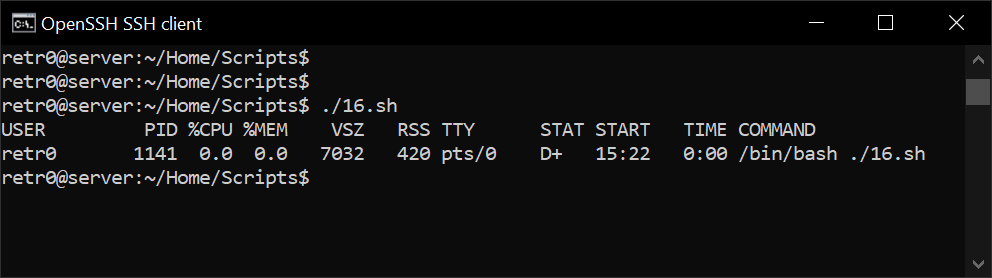 OpenSSH SSH client
retr0@server:~/Home/Scripts$
retr0@server:~/Home/Scripts$
retr0@server:~/Home/Scripts$ ./16.sh
USER         PID %CPU %MEM    VSZ   RSS TTY      STAT START   TIME COMMAND
retr0       1141  0.0  0.0   7032   420 pts/0    D+   15:22   0:00 /bin/bash ./16.sh
retr0@server:~/Home/Scripts$